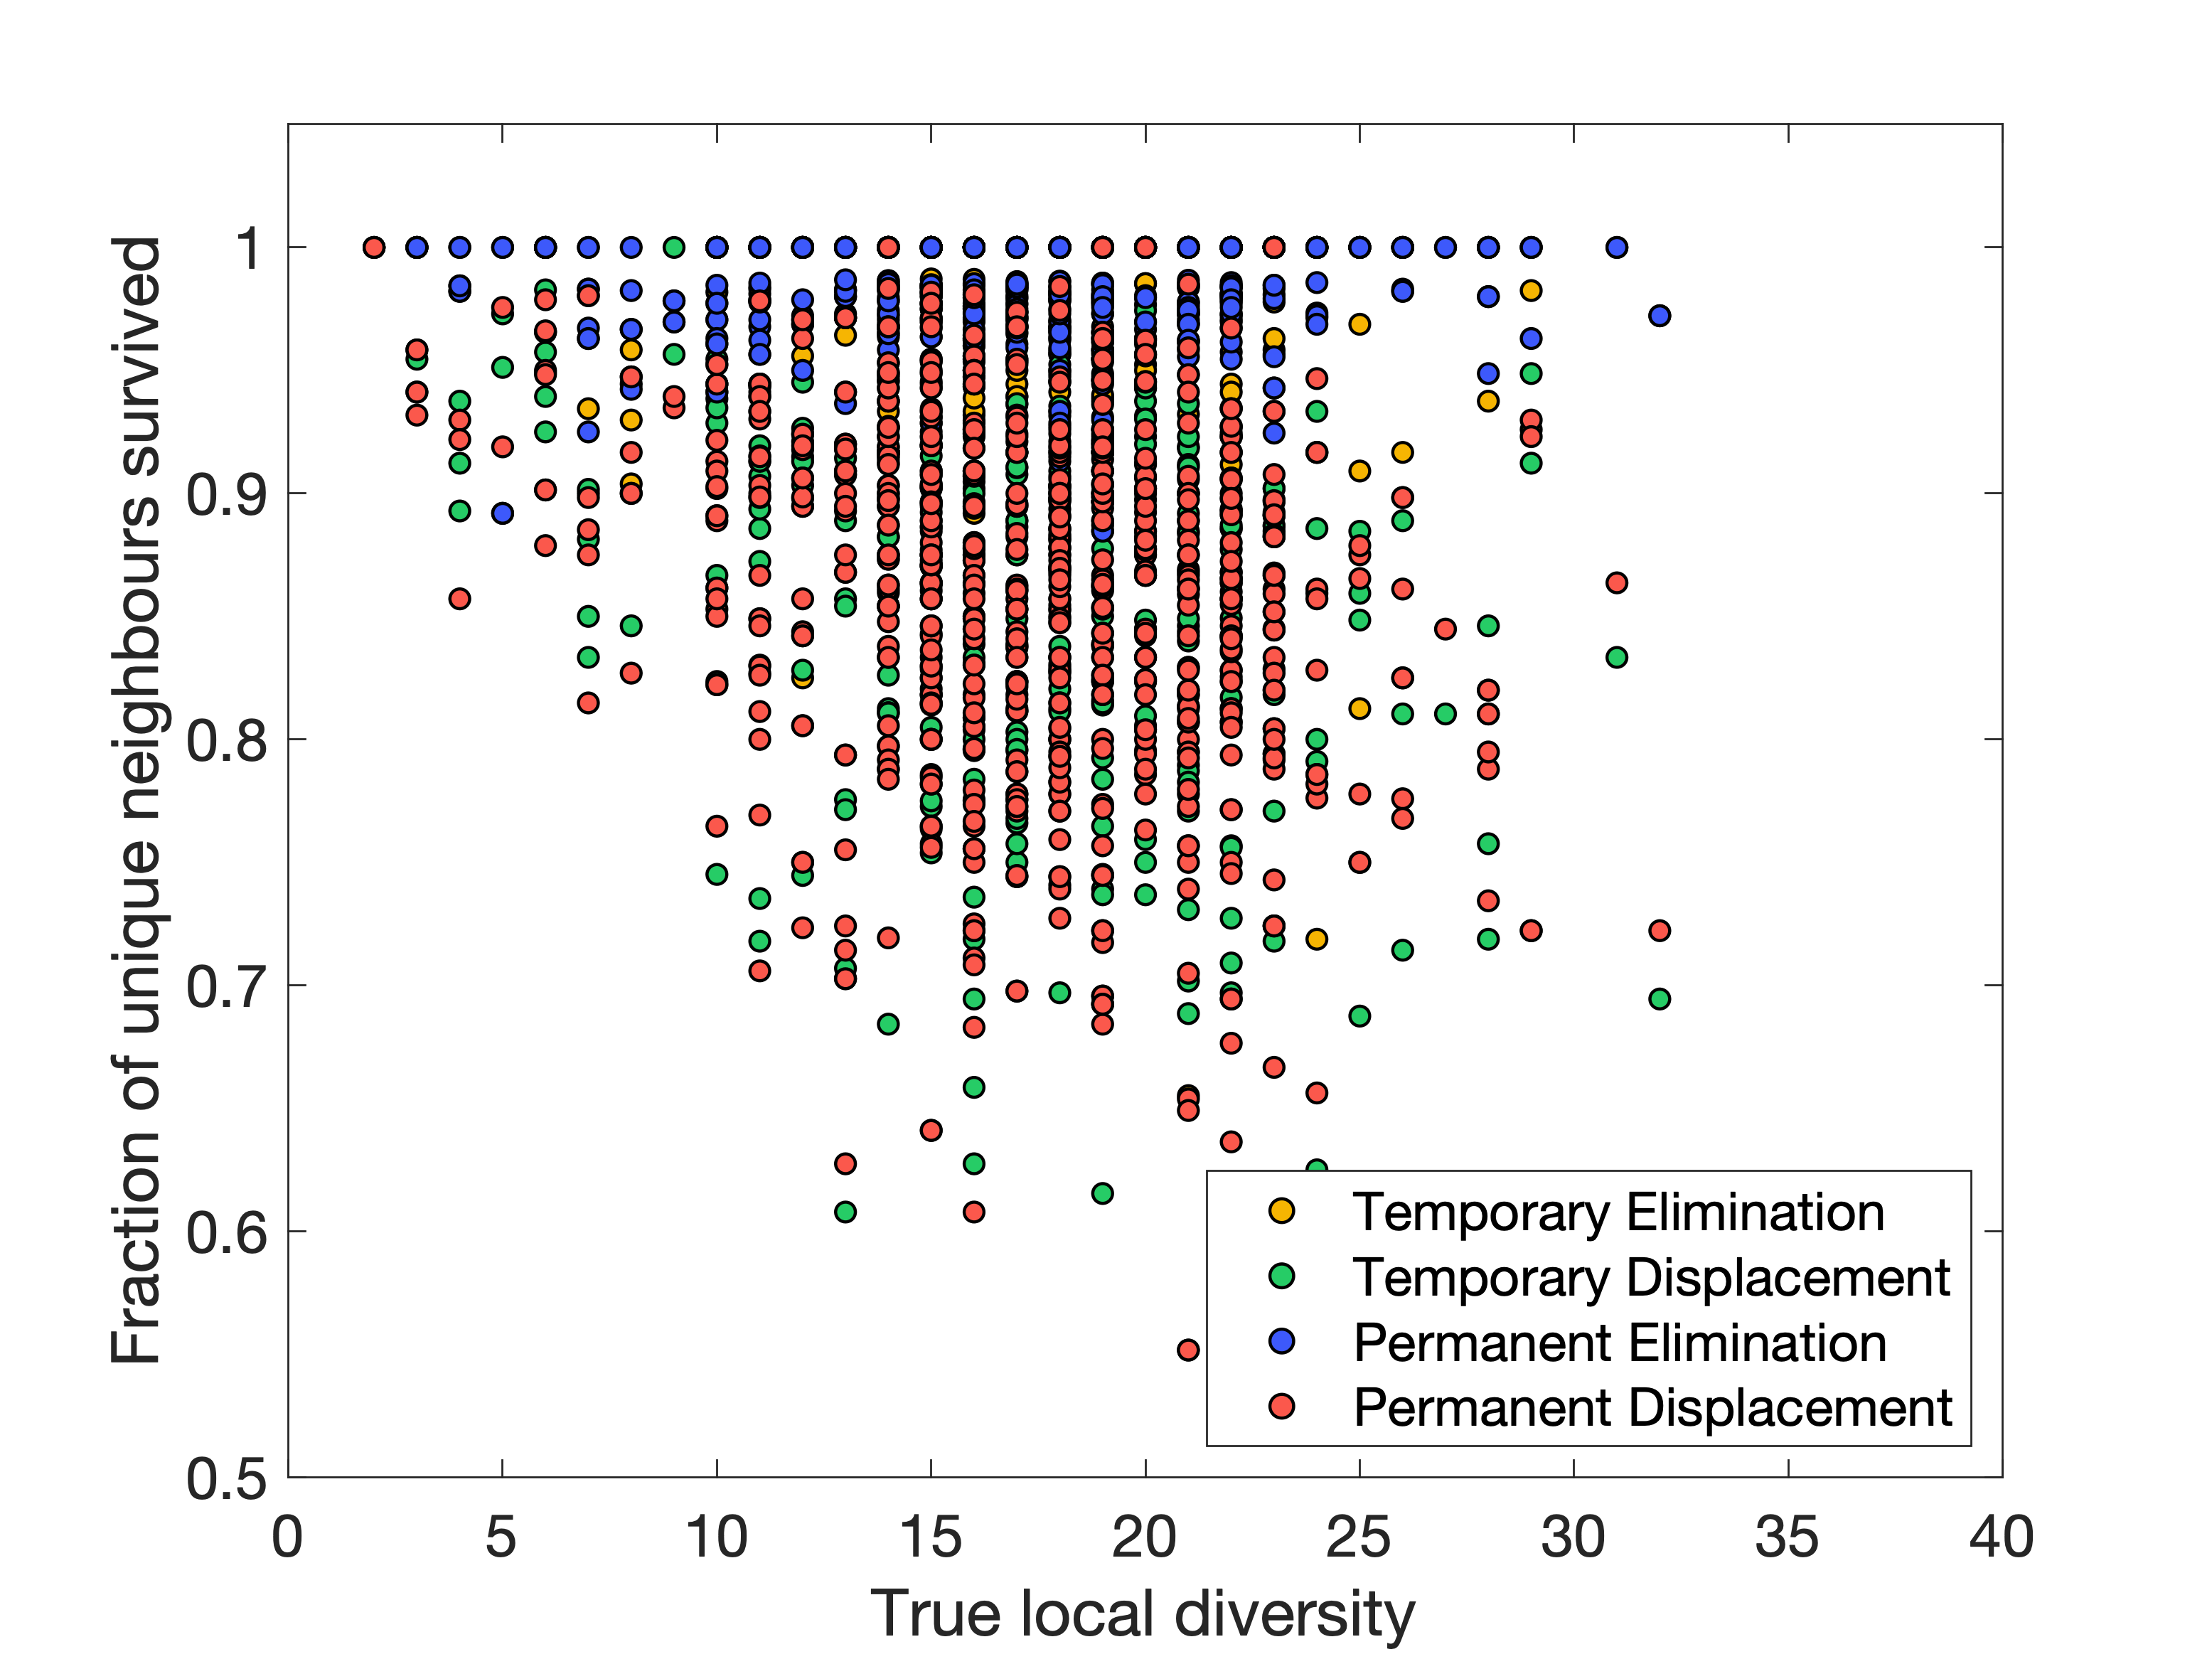 Fraction of unique neighbours survived
1
0.9
0.8
0.7
0.6
0.5
0 5 10 15 20 25 30 35 40
True local diversity
Temporary Elimination
Temporary Displacement
Permanent Elimination
Permanent Displacement